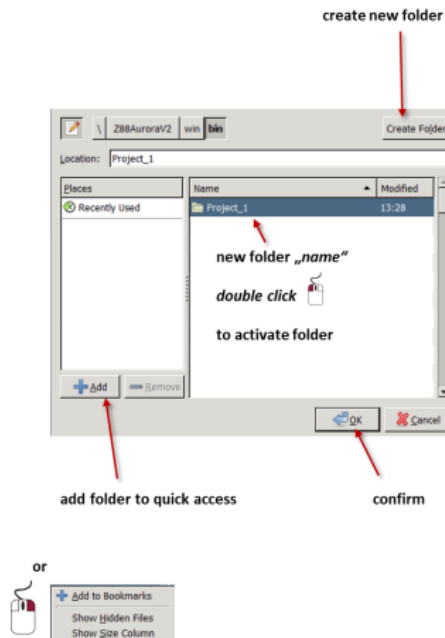 create new folder
\ Z88AuroraV2 win bin Create Folder
Location: Project_1
Places Name Modified
Recently Used Project_1 13:28
new folder „name“
double click
to activate folder
Add Remove
OK Cancel
add folder to quick access confirm
or
Add to Bookmarks
Show Hidden Files
Show Size Column